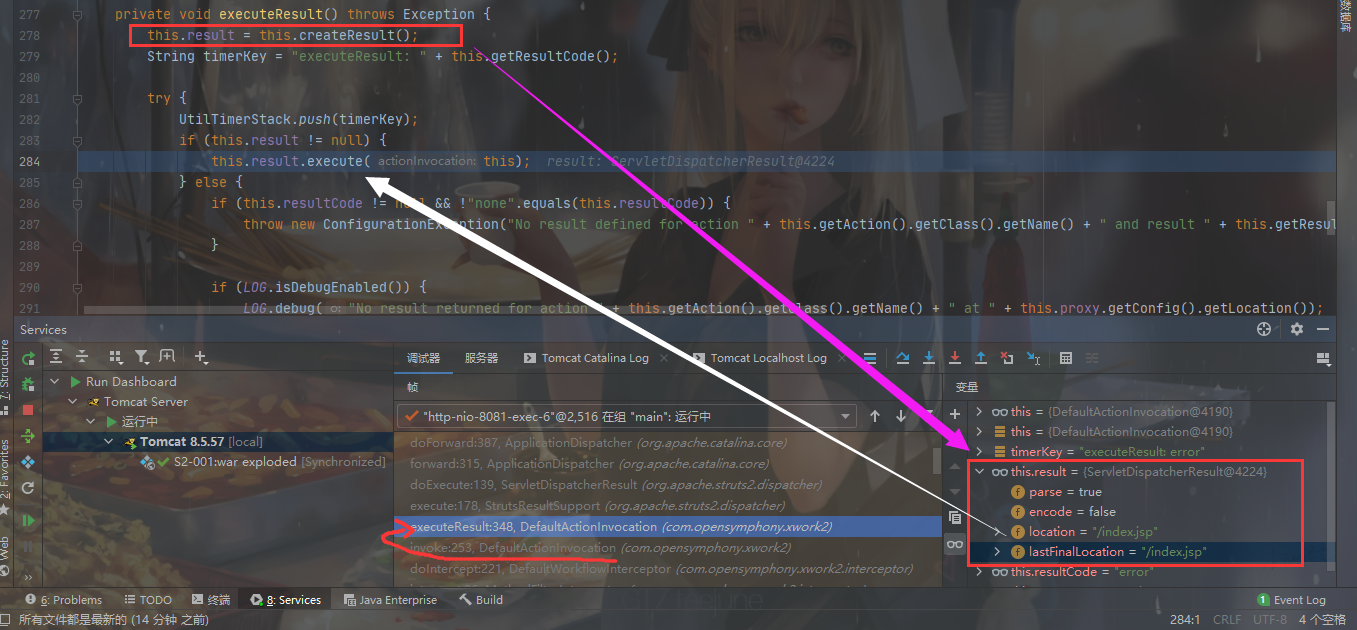 277 private void executeResult() throws Exception {
278 this.result = this.createResult();
279 String timerKey = "executeResult: " + this.getResultCode();
280
281 try {
282 UtilTimerStack.push(timerKey);
283 if (this.result != null) {
284 this.result.execute( actionInvocation: this); result: ServletDispatcherResult@4224
285 } else {
286 if (this.resultCode != null && !"none".equals(this.resultCode)) {
287 throw new ConfigurationException("No result defined for action " + this.getAction().getClass().getName() + " and result " + this.getResul
288 }
289
290 if (LOG.isDebugEnabled()) {
291 LOG.debug( o: "No result returned for action " + this.getAction().getClass().getName() + " at " + this.proxy.getConfig().getLocation());
数据库
Services
调试器 服务器 Tomcat Catalina Log Tomcat Localhost Log
帧 变量
Run Dashboard
Tomcat Server
运行中
Tomcat 8.5.57 [local]
S2-001:war exploded [Synchronized]
"http-nio-8081-exec-6"@2,516 在组 "main": 运行中
doForward:387, ApplicationDispatcher (org.apache.catalina.core)
forward:315, ApplicationDispatcher (org.apache.catalina.core)
doExecute:139, ServletDispatcherResult (org.apache.struts2.dispatcher)
execute:178, StrutsResultSupport (org.apache.struts2.dispatcher)
executeResult:348, DefaultActionInvocation (com.opensymphony.xwork2)
invoke:253, DefaultActionInvocation (com.opensymphony.xwork2)
doIntercept:221, DefaultWorkflowInterceptor (com.opensymphony.xwork2.interceptor)
this = {DefaultActionInvocation@4190}
this = {DefaultActionInvocation@4190}
timerKey = "executeResult: error"
this.result = {ServletDispatcherResult@4224}
parse = true
encode = false
location = "/index.jsp"
lastFinalLocation = "/index.jsp"
this.resultCode = "error"
7: Structure
2: Favorites
Web
6: Problems TODO 终端 8: Services Java Enterprise Build 1 Event Log
所有文件都是最新的 (14 分钟 之前) 284:1 CRLF UTF-8 4 个空格